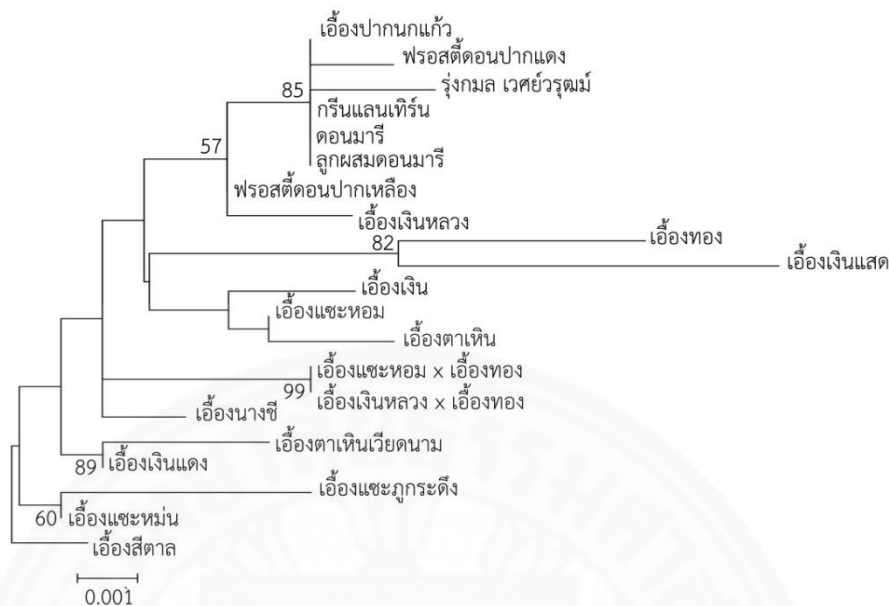 เอื้องปากนกแก้ว
ฟรอสตี้ดอนปากแดง
85
รุ่งกมล เวศย์วรุฒม์
กรีนแลนเทิร์น
ดอนมารี
57
ลูกผสมดอนมารี
ฟรอสตี้ดอนปากเหลือง
เอื้องเงินหลวง
82
เอื้องทอง
เอื้องเงินแสด
เอื้องเงิน
เอื้องแซะหอม
เอื้องตาเหิน
เอื้องแซะหอม x เอื้องทอง
99
เอื้องเงินหลวง x เอื้องทอง
เอื้องนางชี
เอื้องตาเหินเวียดนาม
89
เอื้องเงินแดง
เอื้องแซะภูกระดึง
60
เอื้องแซะหม่น
เอื้องสีตาล
0.001